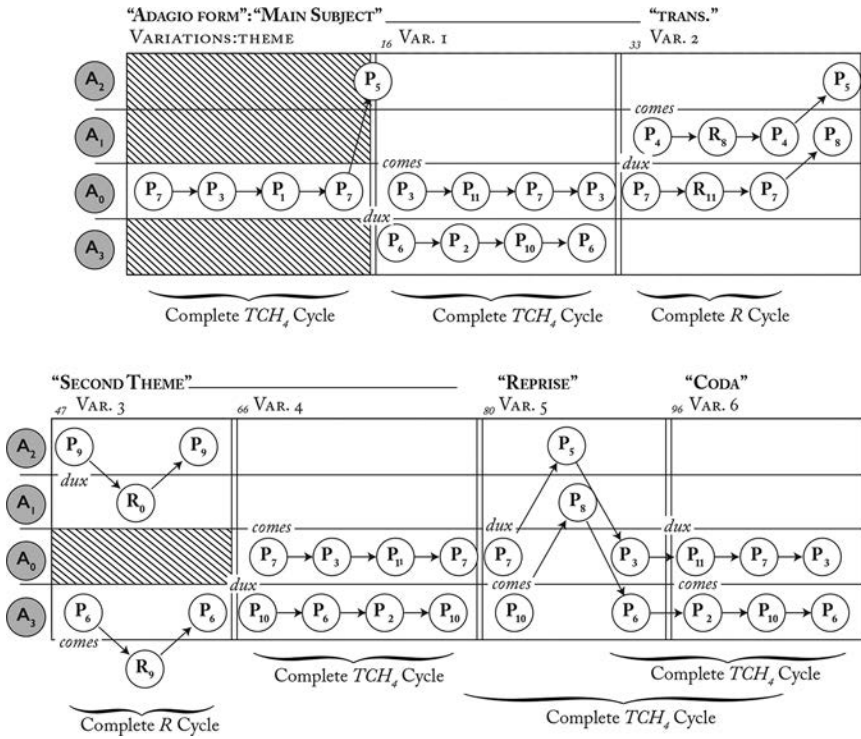 “ADAGIO FORM”:“MAIN SUBJECT” “TRANS.”
VARIATIONS:THEME 16 VAR. 1 33 VAR. 2
A2 P5 P5
comes
A1 P4 R8 P4 P8
comes dux
A0 P7 P3 P1 P7 P3 P11 P7 P3 P7 R11 P7
dux
A3 P6 P2 P10 P6
Complete TCH4 Cycle Complete TCH4 Cycle Complete R Cycle
“SECOND THEME” “REPRISE” “CODA”
47 VAR. 3 66 VAR. 4 80 VAR. 5 96 VAR. 6
A2 P9 P9 P5
dux
A1 R0 P8
comes dux dux
A0 P7 P3 P11 P7 P7 P3 P11 P7 P3
dux comes comes
A3 P6 P6 P10 P6 P2 P10 P10 P6 P2 P10 P6
comes
R9
Complete TCH4 Cycle Complete TCH4 Cycle
Complete R Cycle Complete TCH4 Cycle